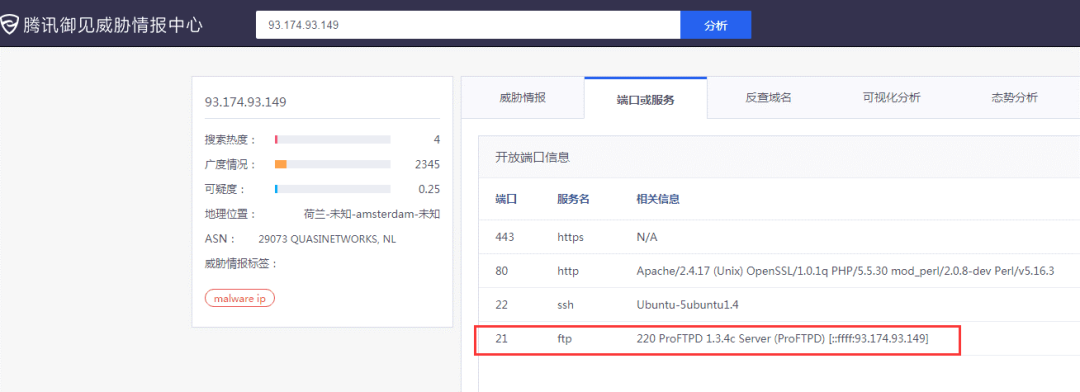 腾讯御见威胁情报中心 93.174.93.149 分析
93.174.93.149
搜索热度： 4
广度情况： 2345
可疑度： 0.25
地理位置： 荷兰-未知-amsterdam-未知
ASN： 29073 QUASINETWORKS, NL
威胁情报标签：
malware ip
威胁情报 端口或服务 反查域名 可视化分析 态势分析
开放端口信息
端口 服务名 相关信息
443 https N/A
80 http Apache/2.4.17 (Unix) OpenSSL/1.0.1q PHP/5.5.30 mod_perl/2.0.8-dev Perl/v5.16.3
22 ssh Ubuntu-5ubuntu1.4
21 ftp 220 ProFTPD 1.3.4c Server (ProFTPD) [::ffff:93.174.93.149]